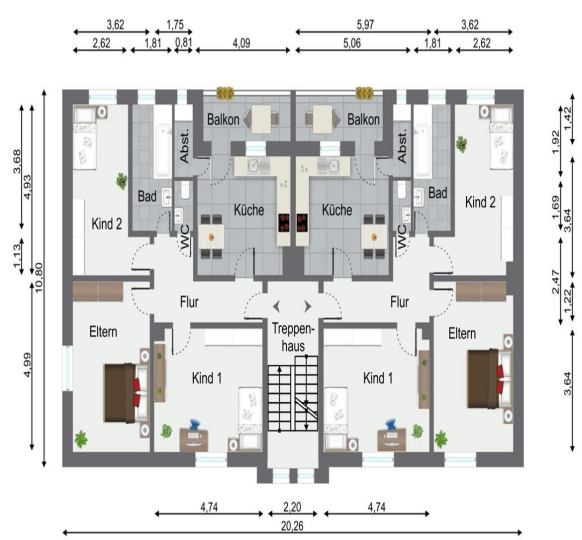 3,62 1,75 5,97 3,62
2,62 1,81 0,81 4,09 5,06 1,81 2,62
Balkon Balkon
Abst. Abst.
Bad Bad
Kind 2 Küche Küche Kind 2
WC WC
Flur Flur
Treppen-
haus
Eltern Eltern
Kind 1 Kind 1
3,68
4,93
1,13
10,80
4,99
1,42
1,92
1,69
3,64
2,47
1,22
3,64
4,74 2,20 4,74
20,26